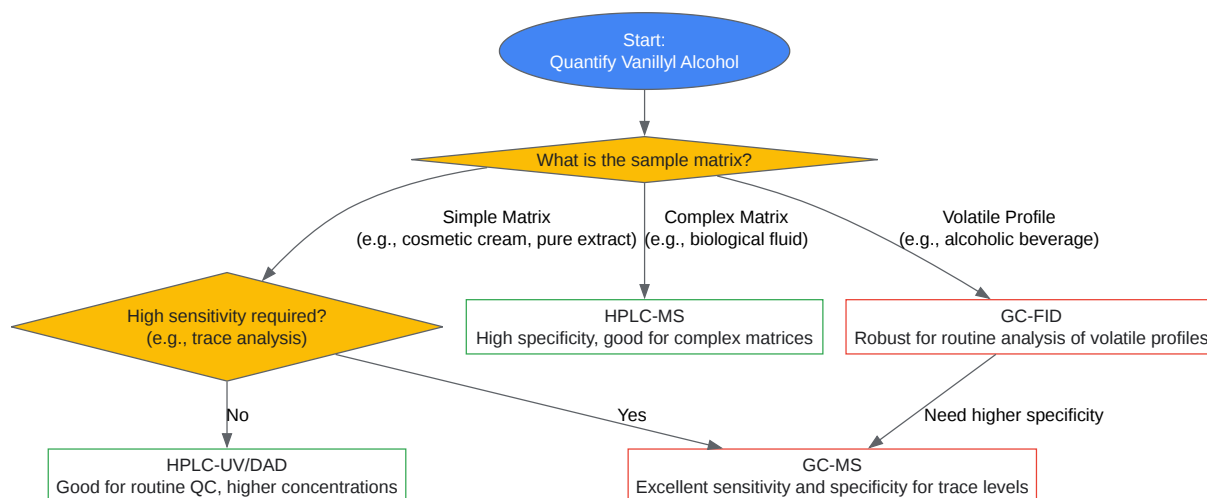 Start:
Quantify Vanillyl Alcohol
What is the sample matrix?
Simple Matrix
(e.g., cosmetic cream, pure extract)
Complex Matrix
(e.g., biological fluid)
Volatile Profile
(e.g., alcoholic beverage)
High sensitivity required?
(e.g., trace analysis)
HPLC-MS
High specificity, good for complex matrices
GC-FID
Robust for routine analysis of volatile profiles
No
Yes
Need higher specificity
HPLC-UV/DAD
Good for routine QC, higher concentrations
GC-MS
Excellent sensitivity and specificity for trace levels